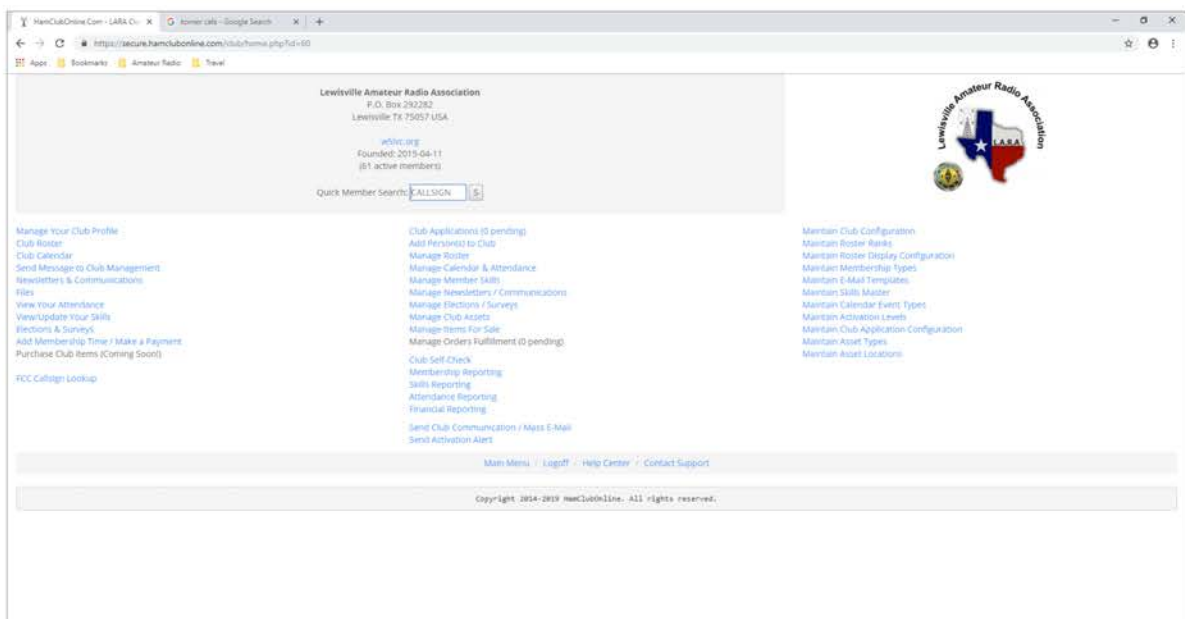 HamClubOnline.Com - LARA Clu
- Google Search
https://secure.hamclubonline.com/club/home.php?id=60
Apps Bookmarks Amateur Radio Travel
Lewisville Amateur Radio Association
P.O. Box 292282
Lewisville TX 75057 USA
w5lvc.org
Founded: 2015-04-11
(61 active members)
Quick Member Search: CALLSIGN S
Lewisville Amateur Radio Association
L.A.R.A.
Manage Your Club Profile
Club Roster
Club Calendar
Send Message to Club Management
Newsletters & Communications
Files
View Your Attendance
View/Update Your Skills
Elections & Surveys
Add Membership Time / Make a Payment
Purchase Club Items (Coming Soon!)
FCC Callsign Lookup
Club Applications (0 pending)
Add Person(s) to Club
Manage Roster
Manage Calendar & Attendance
Manage Member Skills
Manage Newsletters / Communications
Manage Elections / Surveys
Manage Club Assets
Manage Items For Sale
Manage Orders Fulfillment (0 pending)
Club Self-Check
Membership Reporting
Skills Reporting
Attendance Reporting
Financial Reporting
Send Club Communication / Mass E-Mail
Send Activation Alert
Maintain Club Configuration
Maintain Roster Ranks
Maintain Roster Display Configuration
Maintain Membership Types
Maintain E-Mail Templates
Maintain Skills Master
Maintain Calendar Event Types
Maintain Activation Levels
Maintain Club Application Configuration
Maintain Asset Types
Maintain Asset Locations
Main Menu / Logoff / Help Center / Contact Support
Copyright 2014-2019 HamClubOnline. All rights reserved.